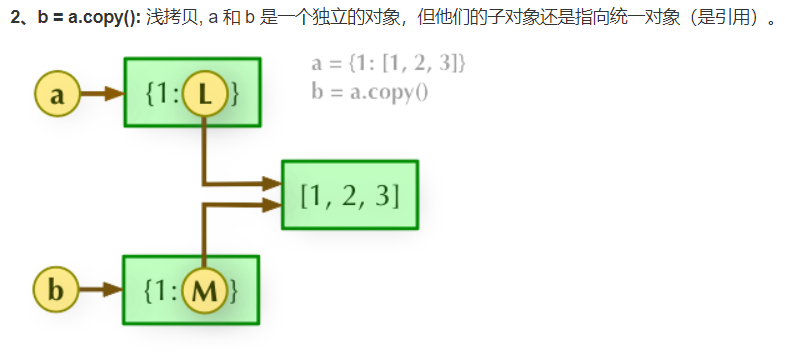 2、b = a.copy(): 浅拷贝, a 和 b 是一个独立的对象，但他们的子对象还是指向统一对象（是引用）。
a = {1: [1, 2, 3]}
b = a.copy()
a
{1: L }
[1, 2, 3]
b
{1: M }